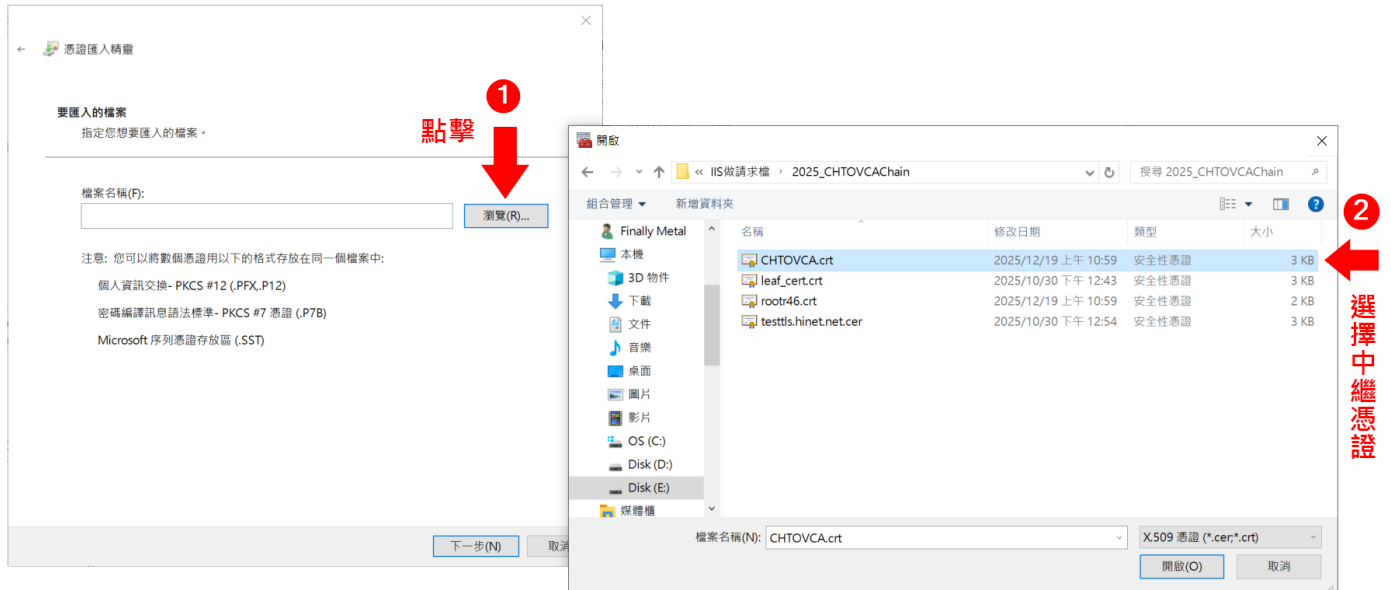 憑證匯入精靈
要匯入的檔案
指定您想要匯入的檔案。
1
點擊
檔案名稱(F):
瀏覽(R)...
注意: 您可以將數個憑證用以下的格式存放在同一個檔案中:
個人資訊交換- PKCS #12 (.PFX,.P12)
密碼編譯訊息語法標準- PKCS #7 憑證 (.P7B)
Microsoft 序列憑證存放區 (.SST)
下一步(N)
取消
開啟
« IIS做請求檔 › 2025_CHTOVCAChain
搜尋 2025_CHTOVCAChain
組合管理 新增資料夾
Finally Metal
本機
3D 物件
下載
文件
音樂
桌面
圖片
影片
OS (C:)
Disk (D:)
Disk (E:)
媒體櫃
名稱 修改日期 類型 大小
CHTOVCA.crt 2025/12/19 上午 10:59 安全性憑證 3 KB
leaf_cert.crt 2025/10/30 下午 12:43 安全性憑證 3 KB
rootr46.crt 2025/12/19 上午 10:59 安全性憑證 2 KB
testtls.hinet.net.cer 2025/10/30 下午 12:54 安全性憑證 3 KB
檔案名稱(N): CHTOVCA.crt
X.509 憑證 (*.cer;*.crt)
開啟(O) 取消
2
選擇中繼憑證